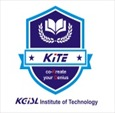 KiTE
co-create
your Genius
KGiSL Institute of Technology